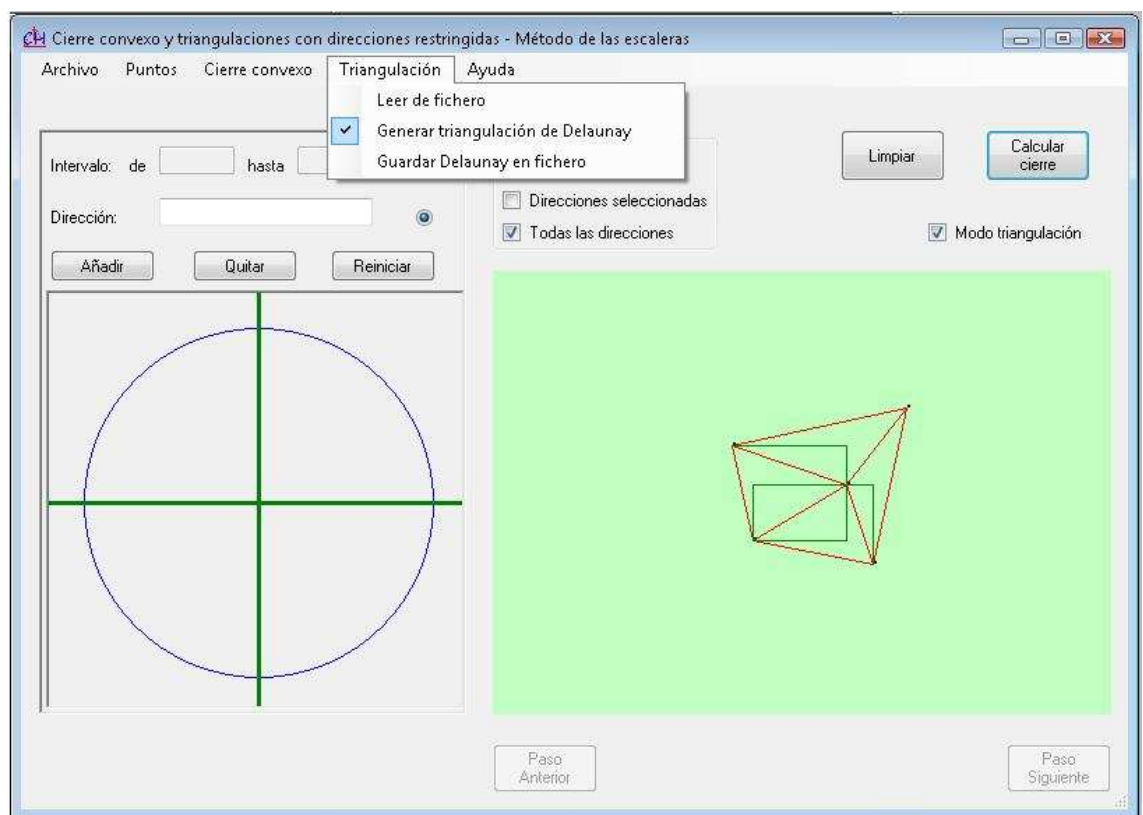 Cierre convexo y triangulaciones con direcciones restringidas - Método de las escaleras
Archivo Puntos Cierre convexo Triangulación Ayuda
Leer de fichero
Generar triangulación de Delaunay
Guardar Delaunay en fichero
Intervalo: de hasta
Dirección:
Añadir Quitar Reiniciar
Direcciones seleccionadas
Todas las direcciones
Limpiar
Calcular
cierre
Modo triangulación
Paso
Anterior
Paso
Siguiente